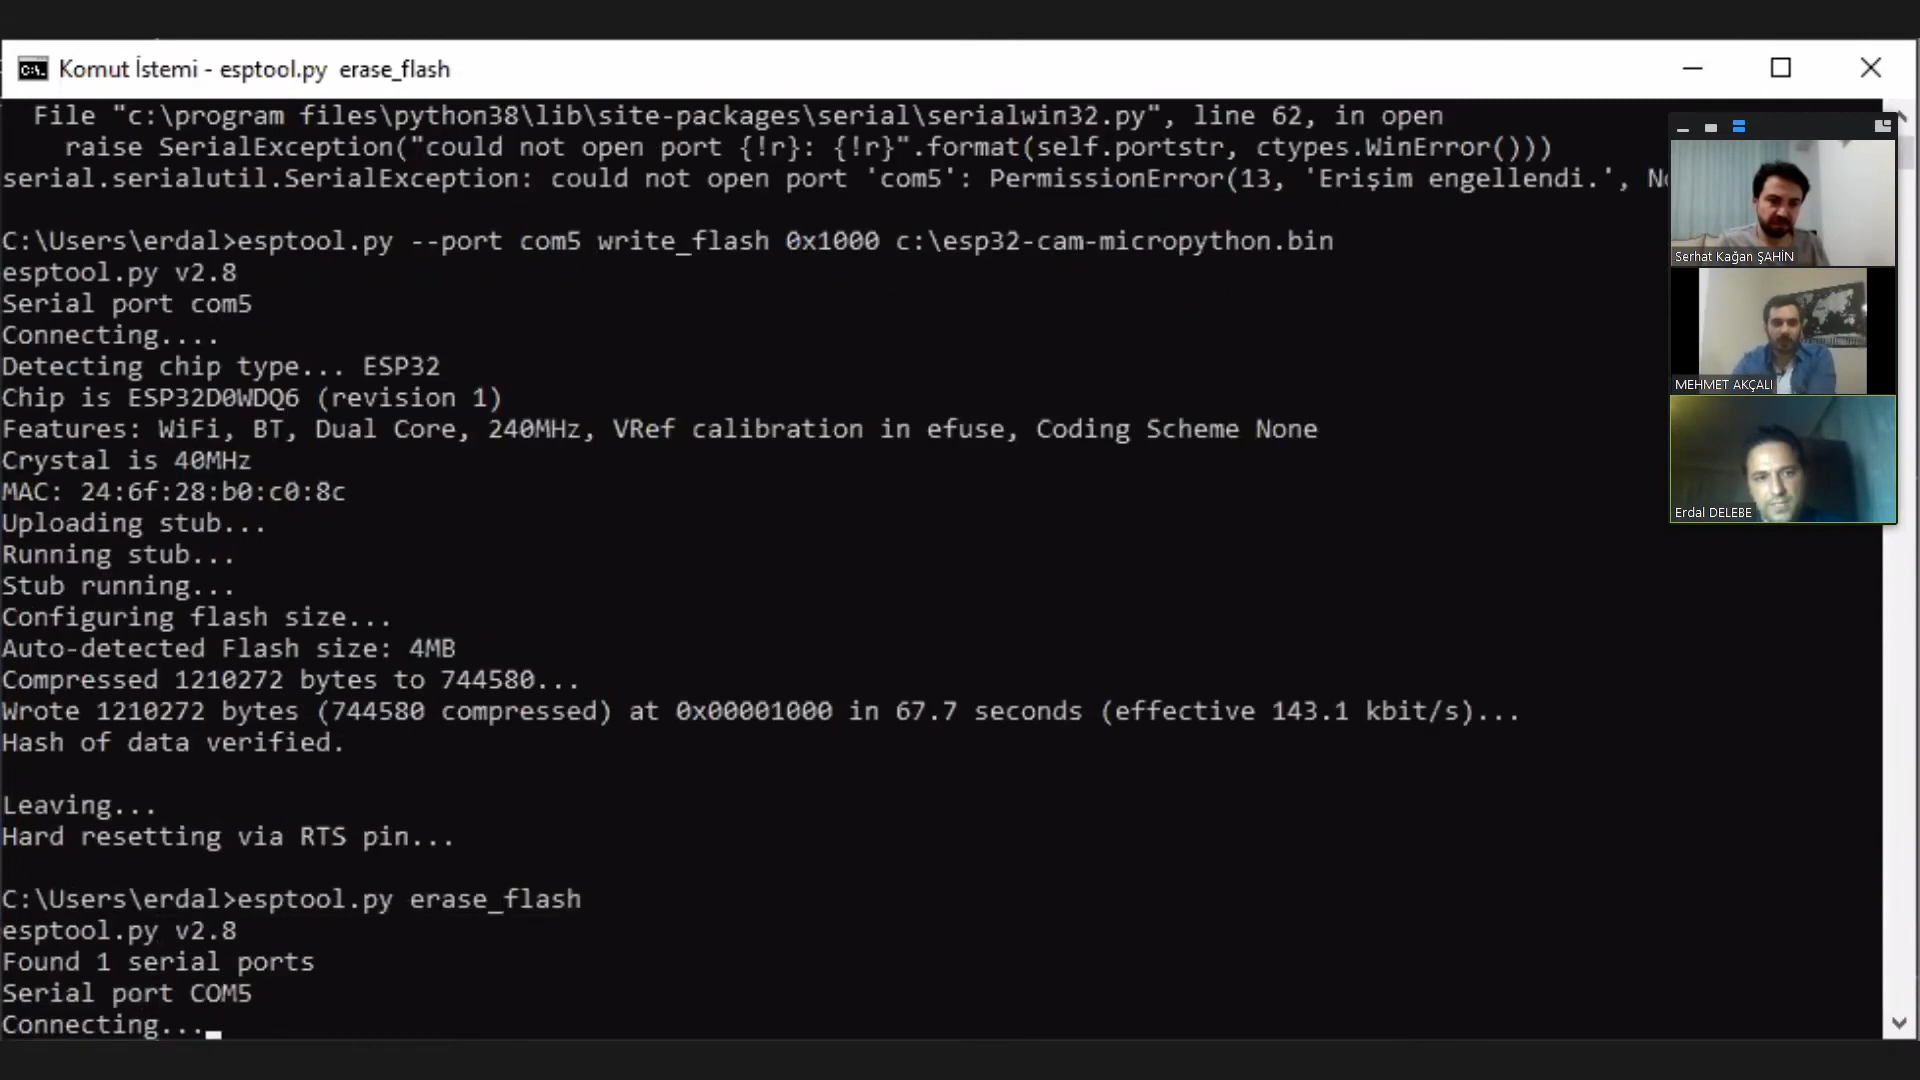 Komut İstemi - esptool.py  erase_flash
File "c:\program files\python38\lib\site-packages\serial\serialwin32.py", line 62, in open
raise SerialException("could not open port {!r}: {!r}".format(self.portstr, ctypes.WinError()))
serial.serialutil.SerialException: could not open port 'com5': PermissionError(13, 'Erişim engellendi.',
C:\Users\erdal>esptool.py --port com5 write_flash 0x1000 c:\esp32-cam-micropython.bin
esptool.py v2.8
Serial port com5
Connecting....
Detecting chip type... ESP32
Chip is ESP32D0WDQ6 (revision 1)
Features: WiFi, BT, Dual Core, 240MHz, VRef calibration in efuse, Coding Scheme None
Crystal is 40MHz
MAC: 24:6f:28:b0:c0:8c
Uploading stub...
Running stub...
Stub running...
Configuring flash size...
Auto-detected Flash size: 4MB
Compressed 1210272 bytes to 744580...
Wrote 1210272 bytes (744580 compressed) at 0x00001000 in 67.7 seconds (effective 143.1 kbit/s)...
Hash of data verified.
Leaving...
Hard resetting via RTS pin...
C:\Users\erdal>esptool.py erase_flash
esptool.py v2.8
Found 1 serial ports
Serial port COM5
Connecting...
Serhat Kağan ŞAHİN
MEHMET AKÇALI
Erdal DELEBE